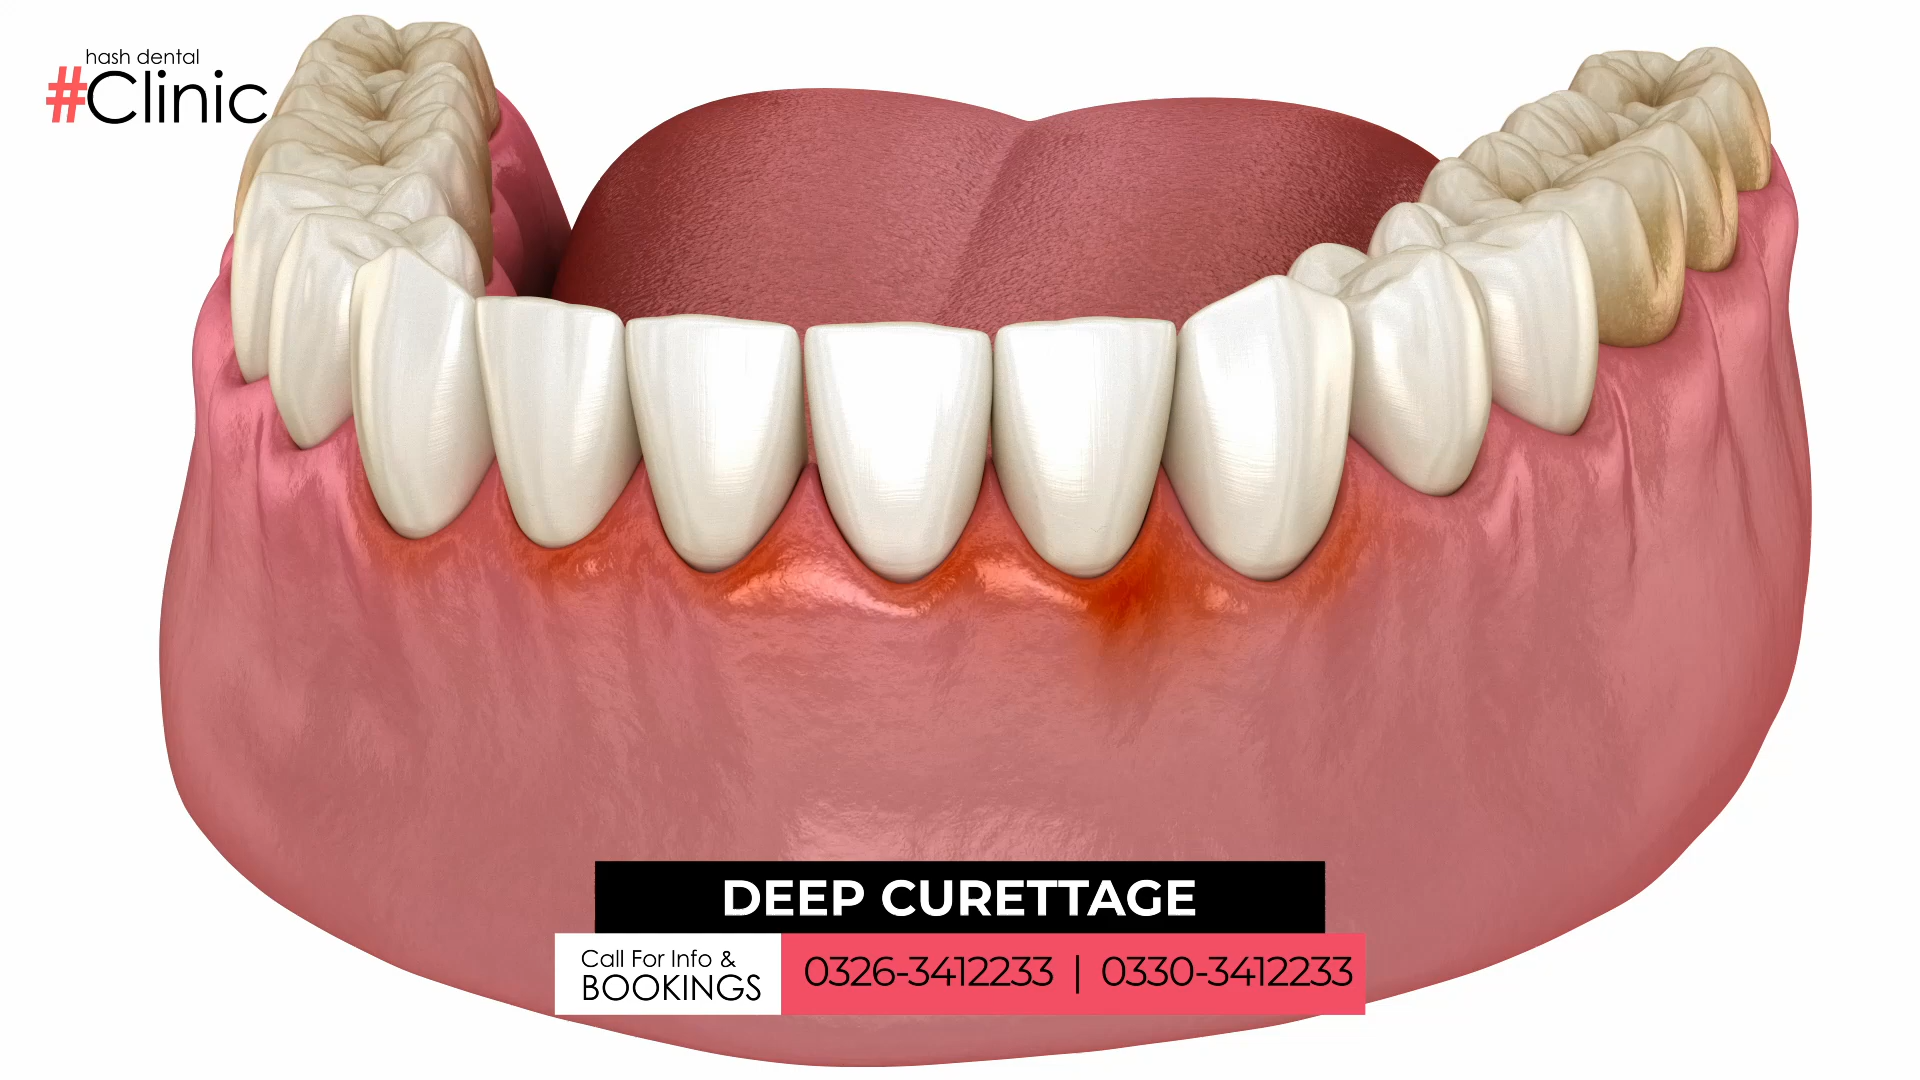 hash dental
#Clinic
DEEP CURETTAGE
Call For Info &
BOOKINGS
0326-3412233 | 0330-3412233